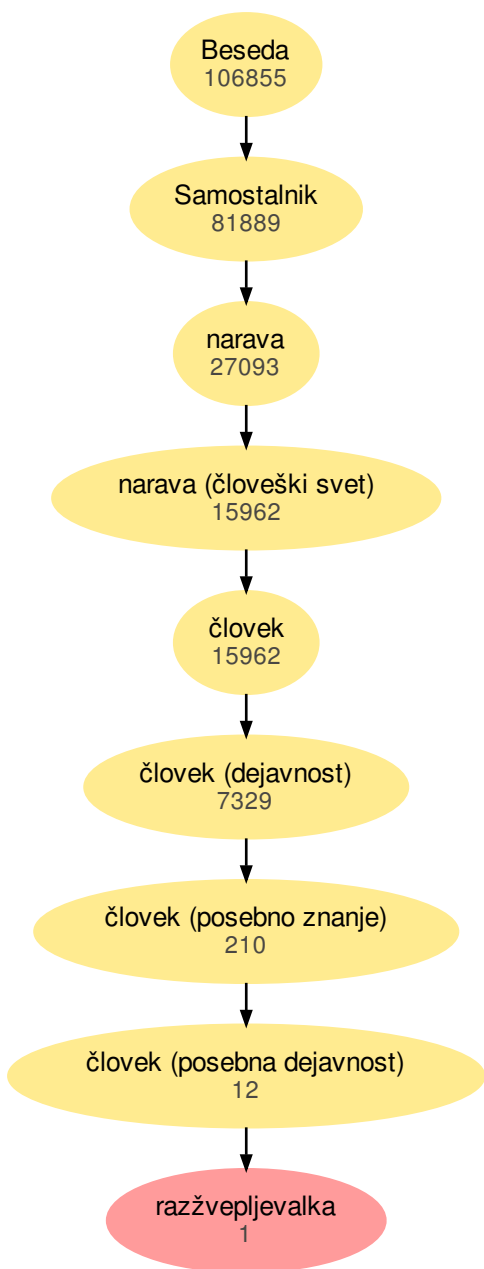 Beseda
106855
Samostalnik
81889
narava
27093
narava (človeški svet)
15962
človek
15962
človek (dejavnost)
7329
človek (posebno znanje)
210
človek (posebna dejavnost)
12
razžvepljevalka
1